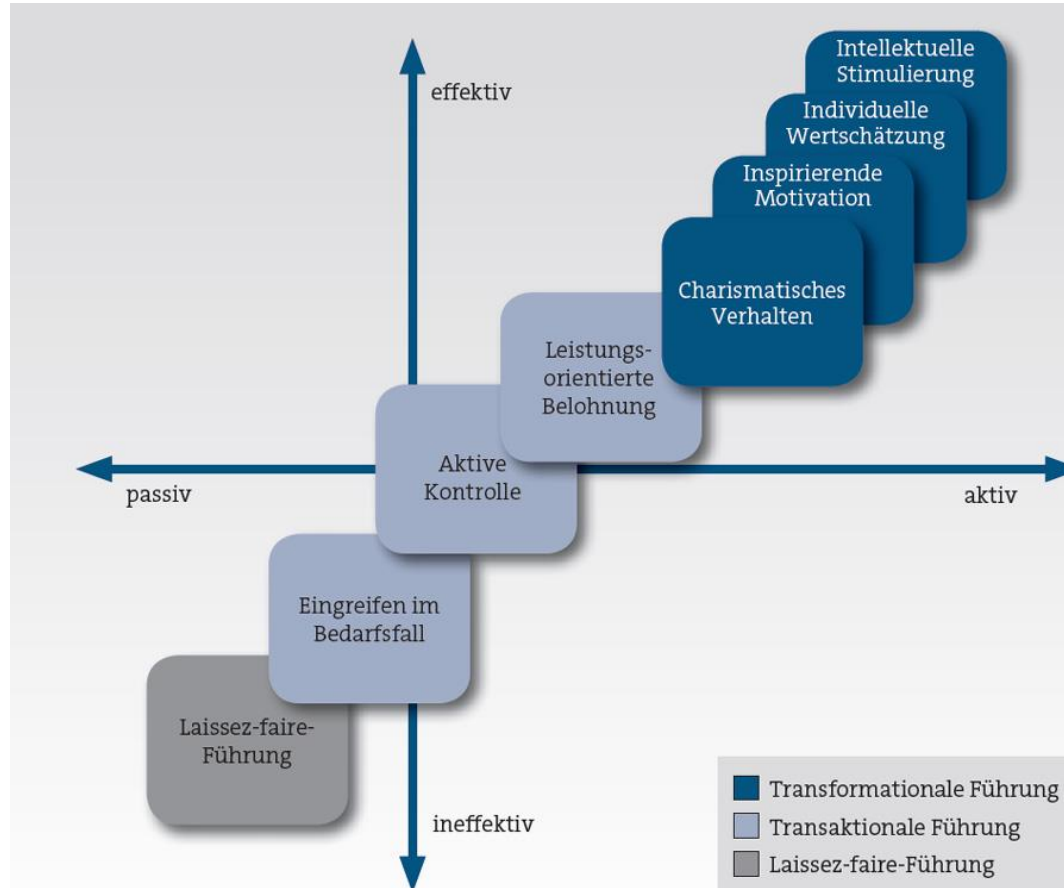 Intellektuelle
Stimulierung
effektiv
Individuelle
Wertschätzung
Inspirierende
Motivation
Charismatisches
Verhalten
Leistungs-
orientierte
Belohnung
Aktive
Kontrolle
passiv
aktiv
Eingreifen im
Bedarfsfall
Laissez-faire-
Führung
ineffektiv
Transformationale Führung
Transaktionale Führung
Laissez-faire-Führung